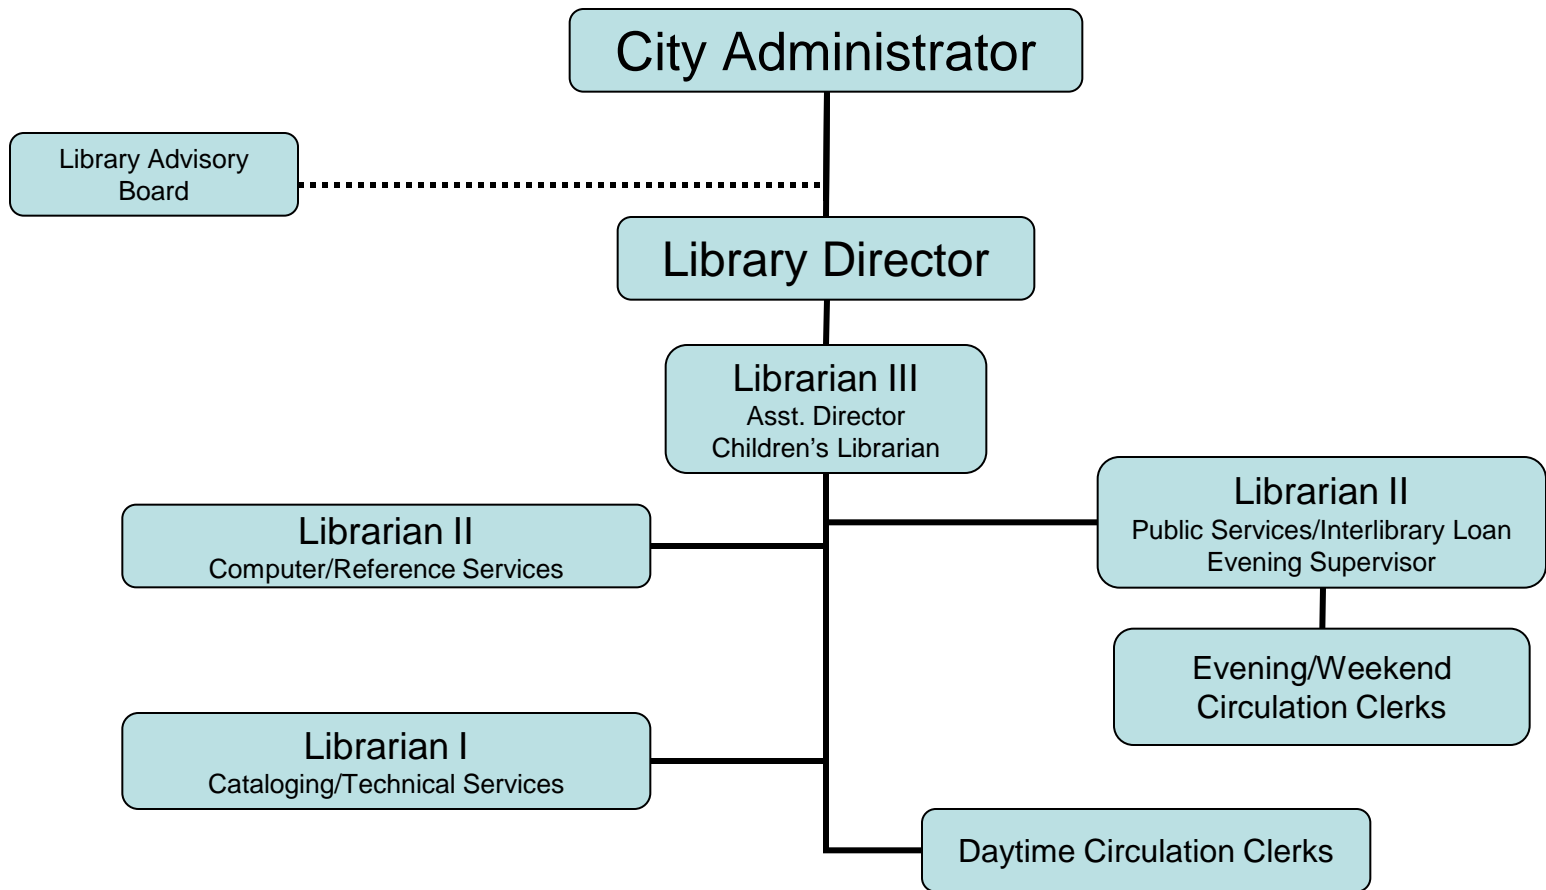 City Administrator
Library Advisory
Board
Library Director
Librarian III
Asst. Director
Children’s Librarian
Librarian II
Public Services/Interlibrary Loan
Evening Supervisor
Librarian II
Computer/Reference Services
Evening/Weekend
Circulation Clerks
Librarian I
Cataloging/Technical Services
Daytime Circulation Clerks